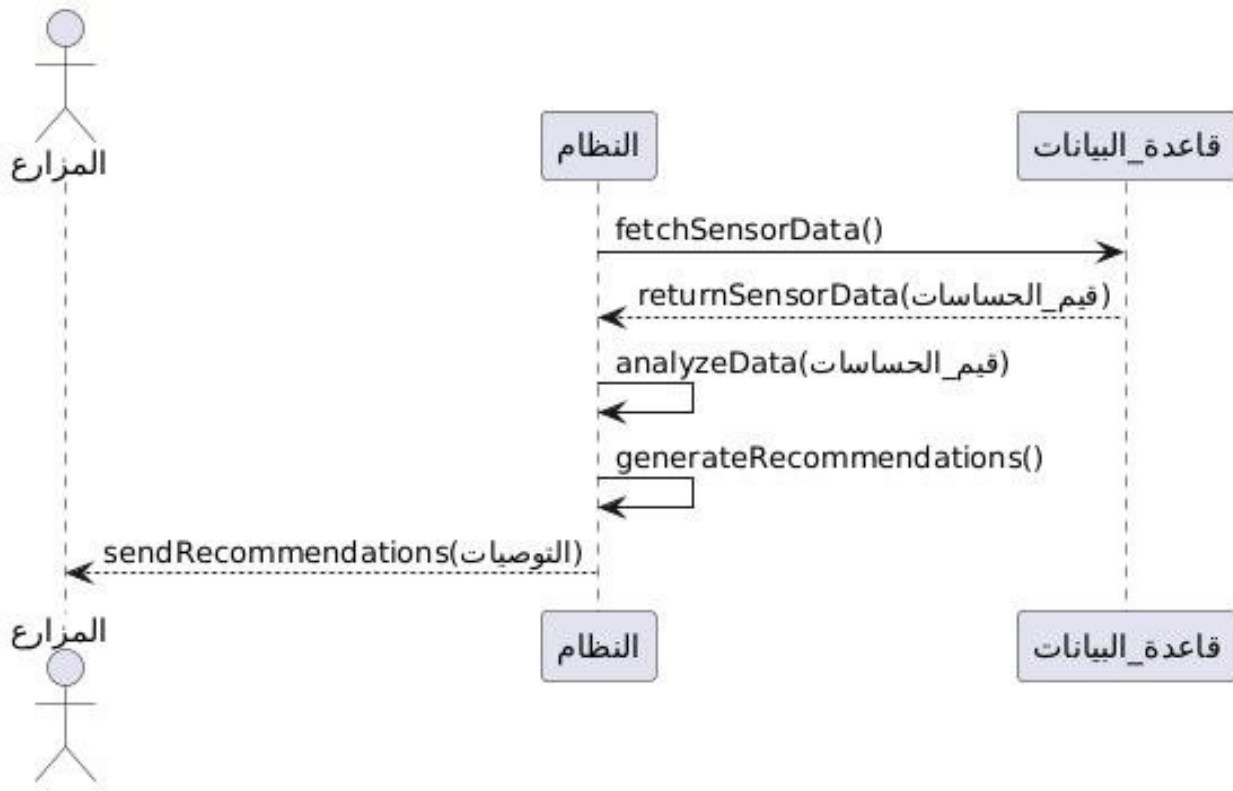 المزارع
النظام
قاعدة_البيانات
fetchSensorData()
returnSensorData(قيم_الحساسات)
analyzeData(قيم_الحساسات)
generateRecommendations()
sendRecommendations(التوصيات)
المزارع
النظام
قاعدة_البيانات